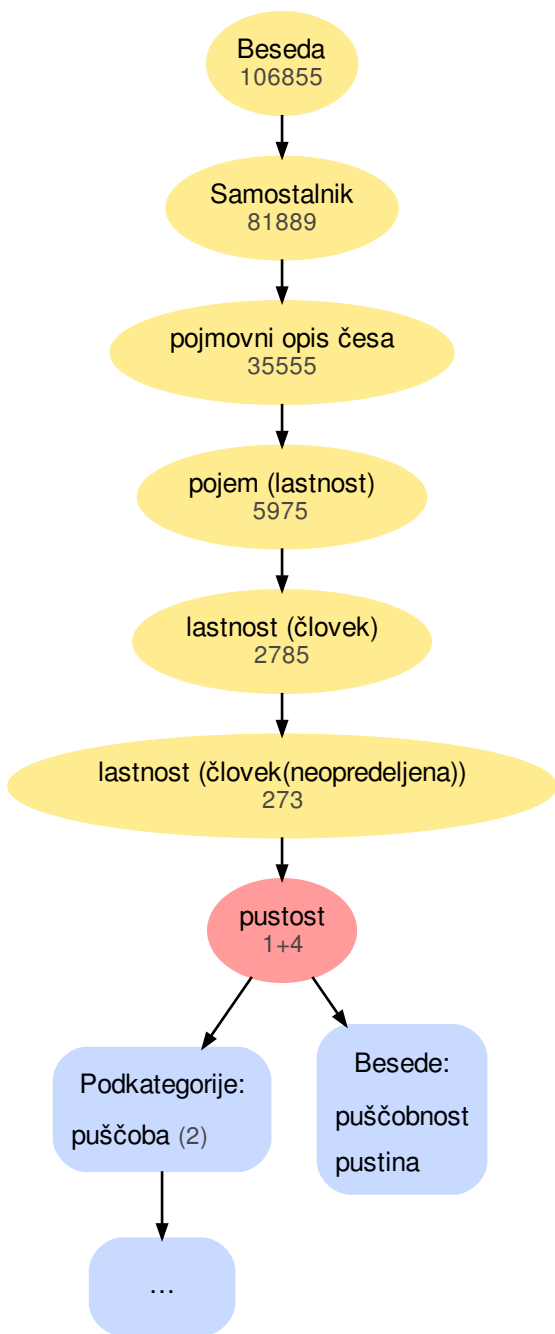 Beseda
106855
Samostalnik
81889
pojmovni opis česa
35555
pojem (lastnost)
5975
lastnost (človek)
2785
lastnost (človek(neopredeljena))
273
pustost
1+4
Podkategorije:
puščoba (2)
Besede:
puščobnost
pustina
...